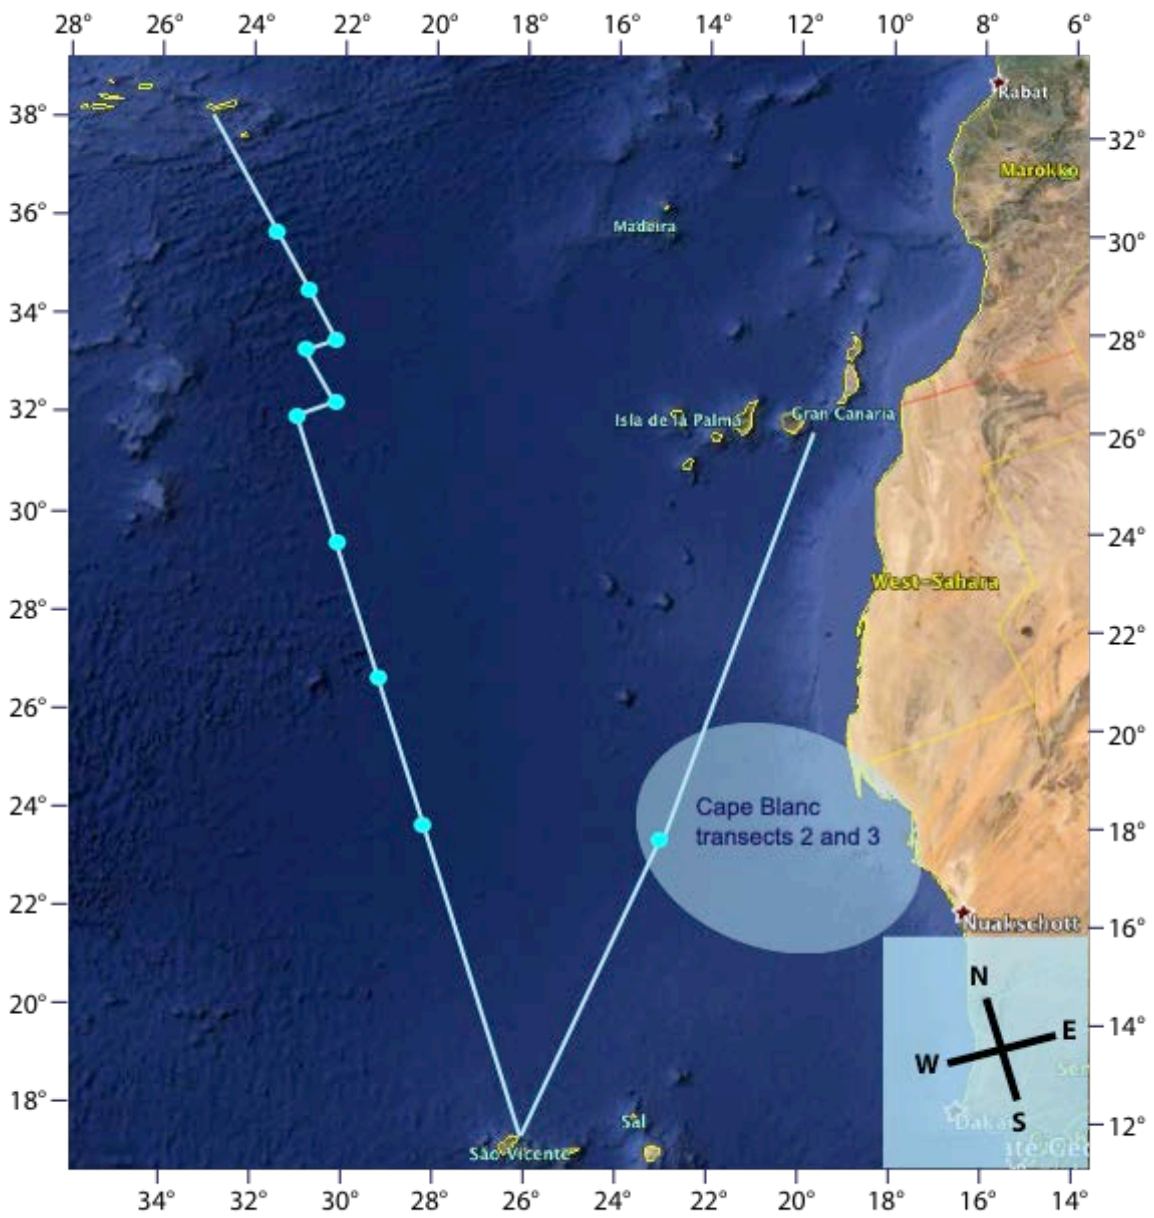 28° 24° 22° 20° 18° 16° 14° 12° 10° 8° 6°
Rabat
38°
32°
Marokko
36°
Madeira
30°
34°
28°
32°
Isla de la Palma
Gran Canaria
26°
30°
24°
West-Sahara
28°
22°
26°
20°
24°
Cape Blanc
18°
transects 2 and 3
22°
Nuakschott
16°
N
20°
14°
E
W
18°
Sal
S
12°
São Vicente
34° 32° 30° 28° 26° 24° 22° 20° 18° 16° 14°